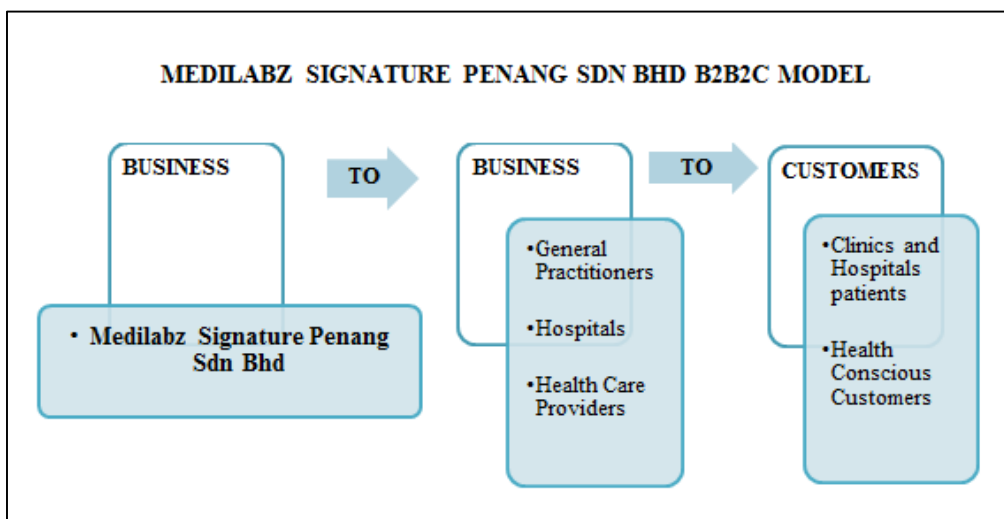 MEDILABZ SIGNATURE PENANG SDN BHD B2B2C MODEL
BUSINESS
TO
BUSINESS
TO
CUSTOMERS
• Medilabz Signature Penang
Sdn Bhd
•General
Practitioners
•Hospitals
•Health Care
Providers
•Clinics and
Hospitals
patients
•Health
Conscious
Customers